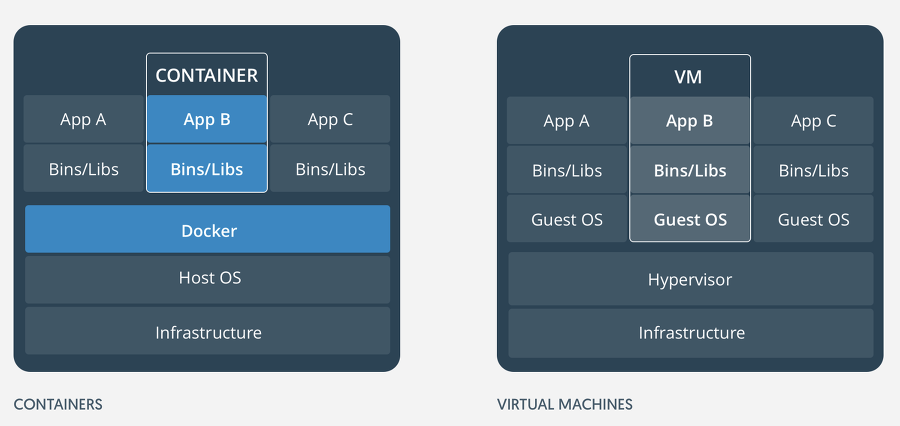 CONTAINER
App A
App B
App C
Bins/Libs
Bins/Libs
Bins/Libs
Docker
Host OS
Infrastructure
CONTAINERS
VM
App A
App B
App C
Bins/Libs
Bins/Libs
Bins/Libs
Guest OS
Guest OS
Guest OS
Hypervisor
Infrastructure
VIRTUAL MACHINES